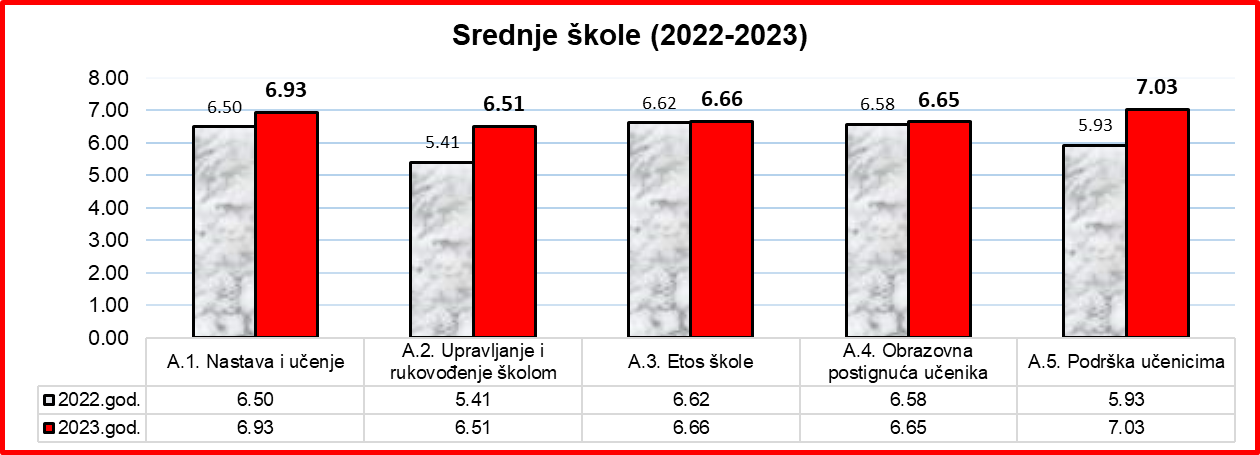 Srednje škole (2022-2023)
8.00
7.00
6.00
5.00
4.00
3.00
2.00
1.00
0.00
6.50
6.93
5.41
6.51
6.62
6.66
6.58
6.65
5.93
7.03
A.1. Nastava i učenje
A.2. Upravljanje i
rukovođenje školom
A.3. Etos škole
A.4. Obrazovna
postignuća učenika
A.5. Podrška učenicima
2022.god. 6.50 5.41 6.62 6.58 5.93
2023.god. 6.93 6.51 6.66 6.65 7.03